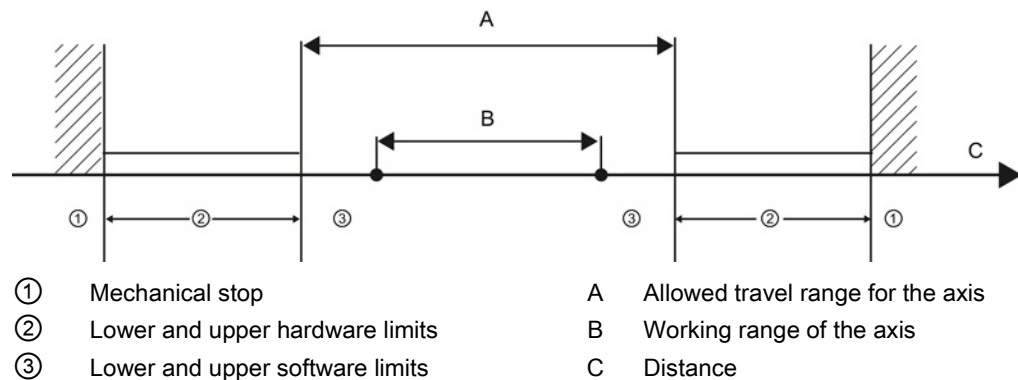 A
B
C
① ② ③ ③ ② ①
① Mechanical stop A Allowed travel range for the axis
② Lower and upper hardware limits B Working range of the axis
③ Lower and upper software limits C Distance